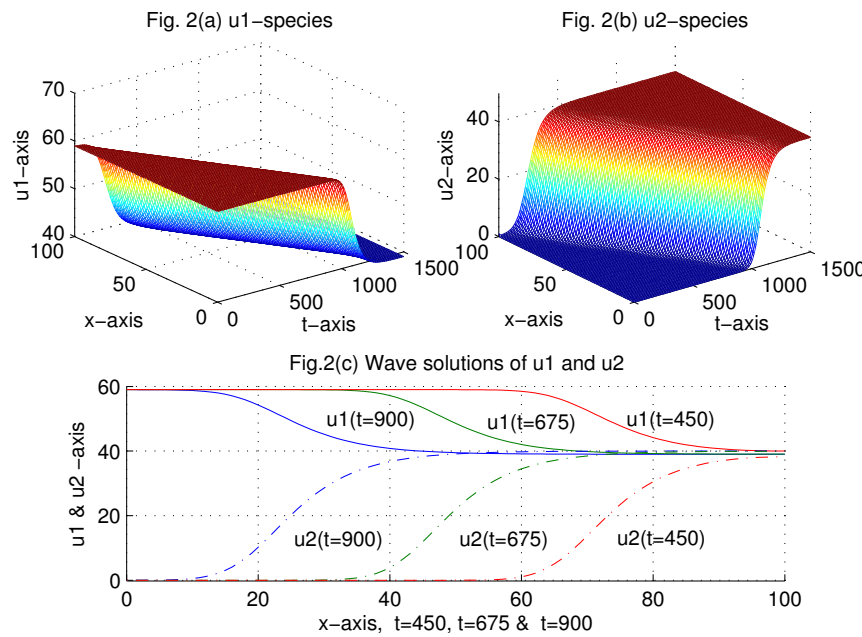 Fig. 2(a) u1−species
70
60
50
40
u1−axis
100
50
0
x−axis
0
500
1000
1500
t−axis
Fig. 2(b) u2−species
40
20
0
u2−axis
100
50
0
x−axis
0
500
1000
1500
t−axis
Fig.2(c) Wave solutions of u1 and u2
60
40
20
0
u1 & u2 −axis
u1(t=900)
u1(t=675)
u1(t=450)
u2(t=900)
u2(t=675)
u2(t=450)
0
20
40
60
80
100
x−axis, t=450, t=675 & t=900